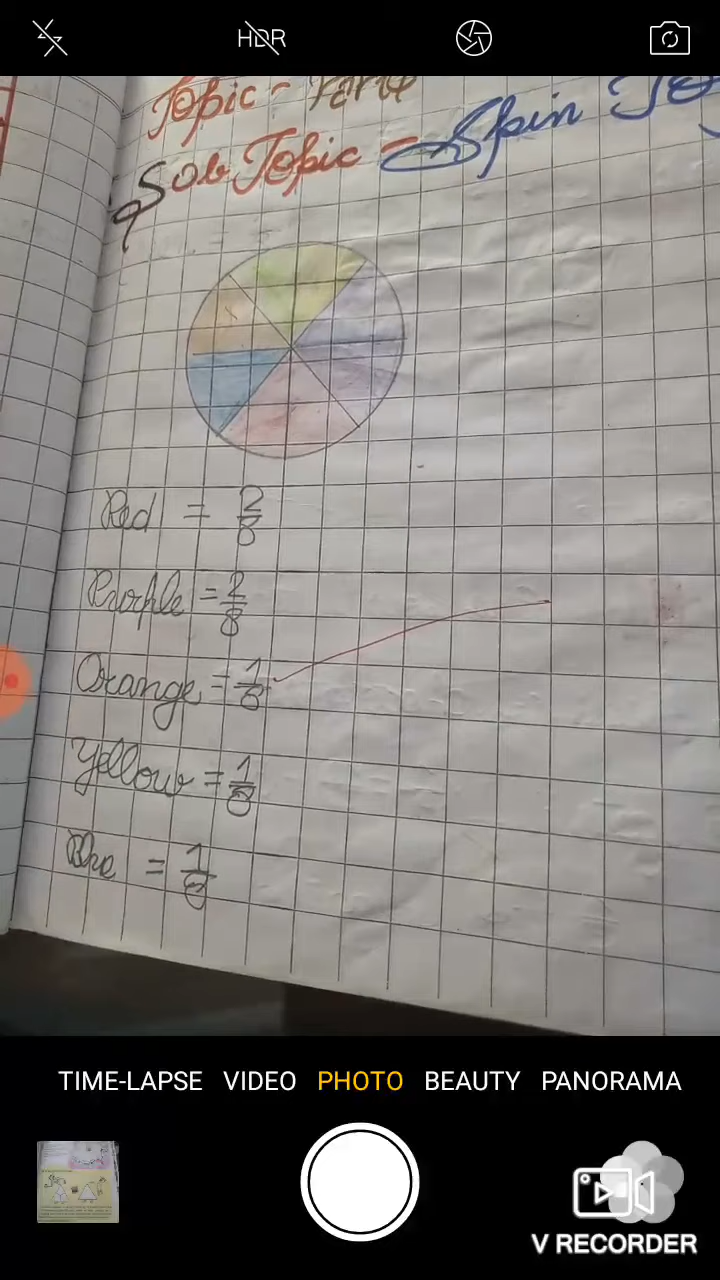 HDR
Topic -
Sub Topic - Spin
Red = 2/8
Purple = 2/8
Orange = 1/8
Yellow = 1/8
Blue = 1/8
TIME-LAPSE VIDEO PHOTO BEAUTY PANORAMA
V RECORDER